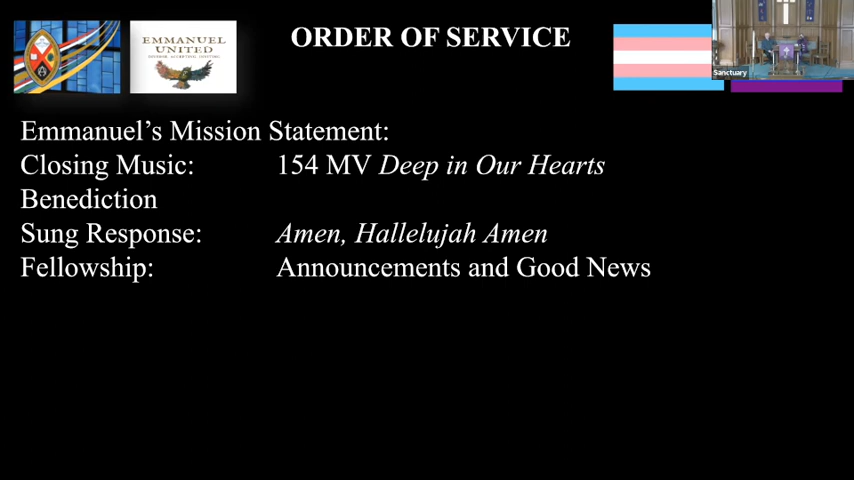 ORDER OF SERVICE
EMMANUEL
UNITED
Sanctuary
Emmanuel's Mission Statement:
Closing Music: 154 MV Deep in Our Hearts
Benediction
Sung Response: Amen, Hallelujah Amen
Fellowship: Announcements and Good News